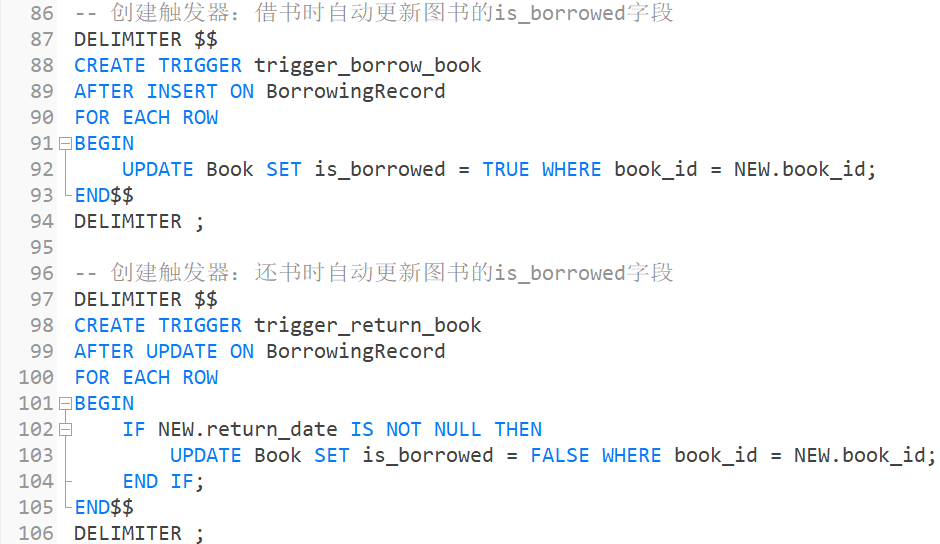 86 -- 创建触发器：借书时自动更新图书的is_borrowed字段
87 DELIMITER $$
88 CREATE TRIGGER trigger_borrow_book
89 AFTER INSERT ON BorrowingRecord
90 FOR EACH ROW
91 BEGIN
92     UPDATE Book SET is_borrowed = TRUE WHERE book_id = NEW.book_id;
93 END$$
94 DELIMITER ;
95
96 -- 创建触发器：还书时自动更新图书的is_borrowed字段
97 DELIMITER $$
98 CREATE TRIGGER trigger_return_book
99 AFTER UPDATE ON BorrowingRecord
100 FOR EACH ROW
101 BEGIN
102     IF NEW.return_date IS NOT NULL THEN
103         UPDATE Book SET is_borrowed = FALSE WHERE book_id = NEW.book_id;
104     END IF;
105 END$$
106 DELIMITER ;